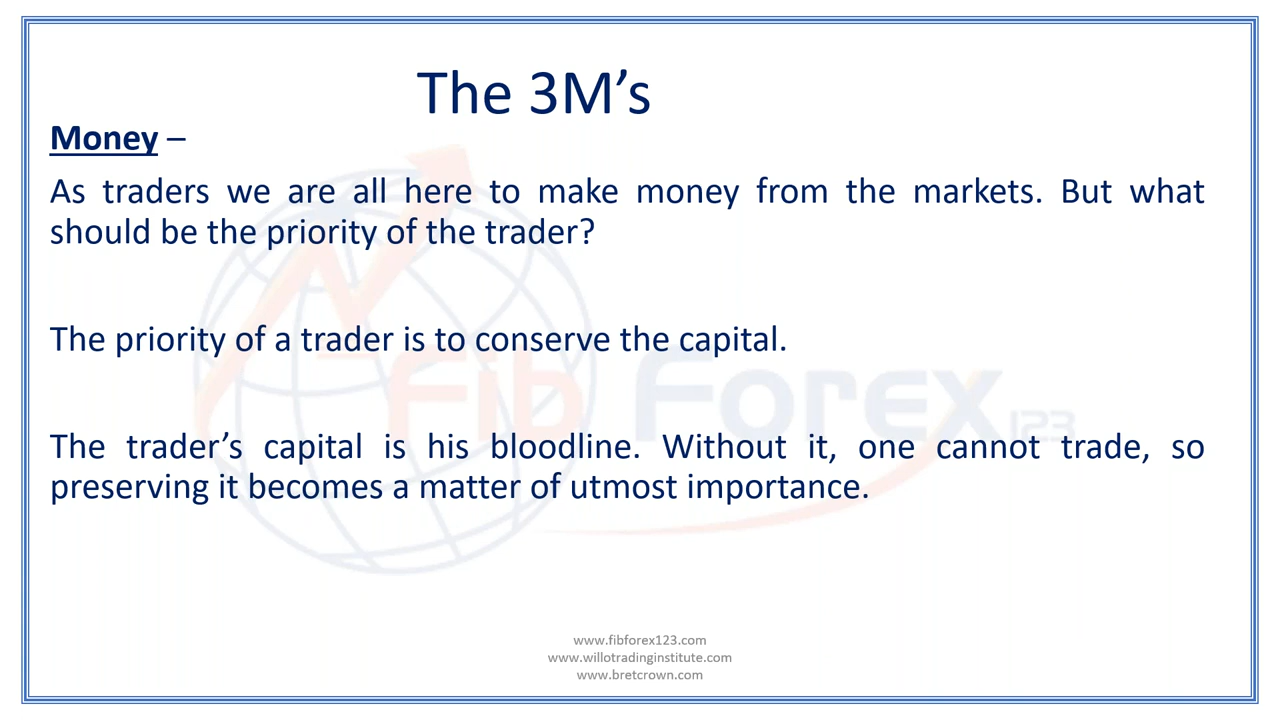 The 3M’s
Money –
As traders we are all here to make money from the markets. But what
should be the priority of the trader?
The priority of a trader is to conserve the capital.
Fib Forex 123
The trader’s capital is his bloodline. Without it, one cannot trade, so
preserving it becomes a matter of utmost importance.
www.fibforex123.com
www.willotradinginstitute.com
www.bretcrown.com